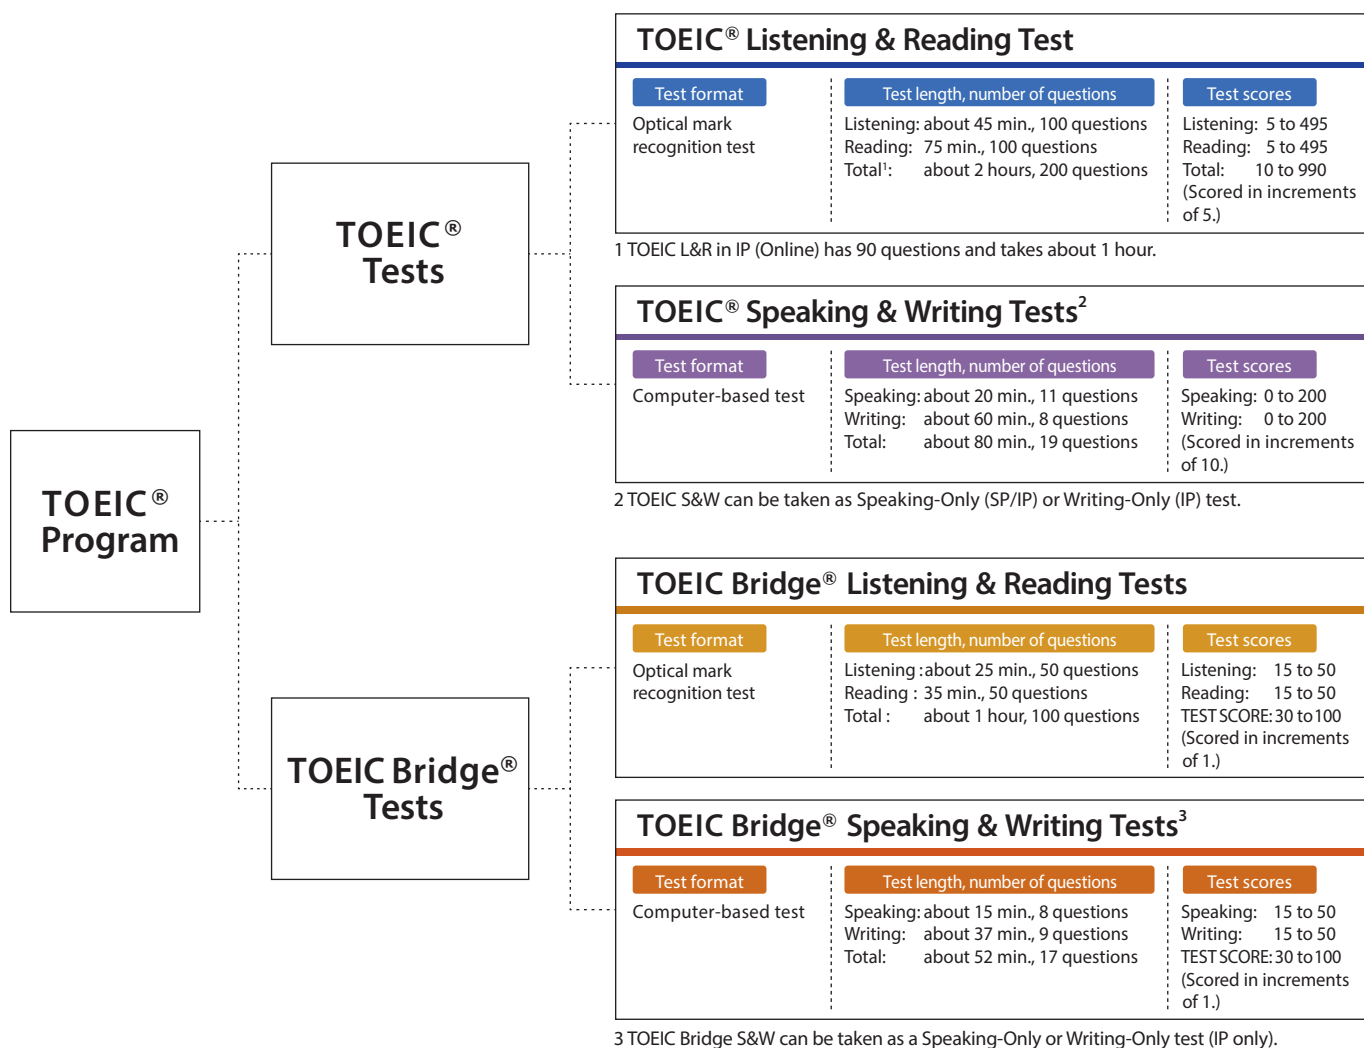 TOEIC® Program
TOEIC® Tests
TOEIC® Listening & Reading Test
Test format
Optical mark
recognition test
Test length, number of questions
Listening: about 45 min., 100 questions
Reading: 75 min., 100 questions
Total¹: about 2 hours, 200 questions
Test scores
Listening: 5 to 495
Reading: 5 to 495
Total: 10 to 990
(Scored in increments
of 5.)
1 TOEIC L&R in IP (Online) has 90 questions and takes about 1 hour.
TOEIC® Speaking & Writing Tests²
Test format
Computer-based test
Test length, number of questions
Speaking: about 20 min., 11 questions
Writing: about 60 min., 8 questions
Total: about 80 min., 19 questions
Test scores
Speaking: 0 to 200
Writing: 0 to 200
(Scored in increments
of 10.)
2 TOEIC S&W can be taken as Speaking-Only (SP/IP) or Writing-Only (IP) test.
TOEIC Bridge® Tests
TOEIC Bridge® Listening & Reading Tests
Test format
Optical mark
recognition test
Test length, number of questions
Listening : about 25 min., 50 questions
Reading : 35 min., 50 questions
Total : about 1 hour, 100 questions
Test scores
Listening: 15 to 50
Reading: 15 to 50
TEST SCORE: 30 to 100
(Scored in increments
of 1.)
TOEIC Bridge® Speaking & Writing Tests³
Test format
Computer-based test
Test length, number of questions
Speaking: about 15 min., 8 questions
Writing: about 37 min., 9 questions
Total: about 52 min., 17 questions
Test scores
Speaking: 15 to 50
Writing: 15 to 50
TEST SCORE: 30 to 100
(Scored in increments
of 1.)
3 TOEIC Bridge S&W can be taken as a Speaking-Only or Writing-Only test (IP only).